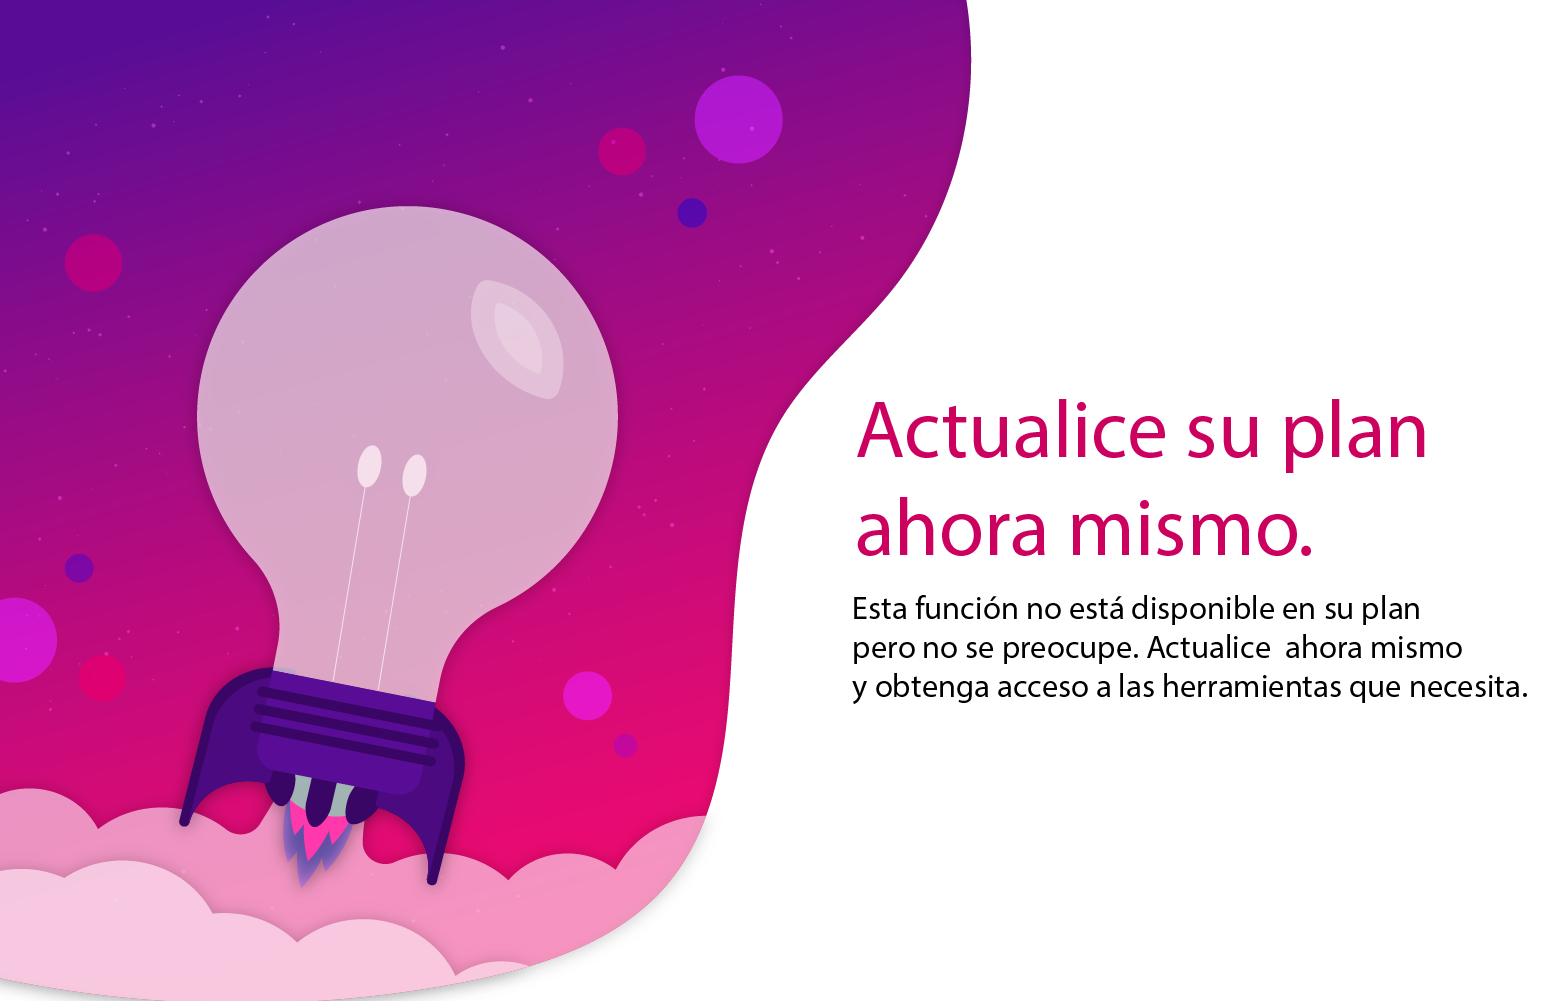 Actualice su plan
ahora mismo.
Esta función no está disponible en su plan
pero no se preocupe. Actualice  ahora mismo
y obtenga acceso a las herramientas que necesita.